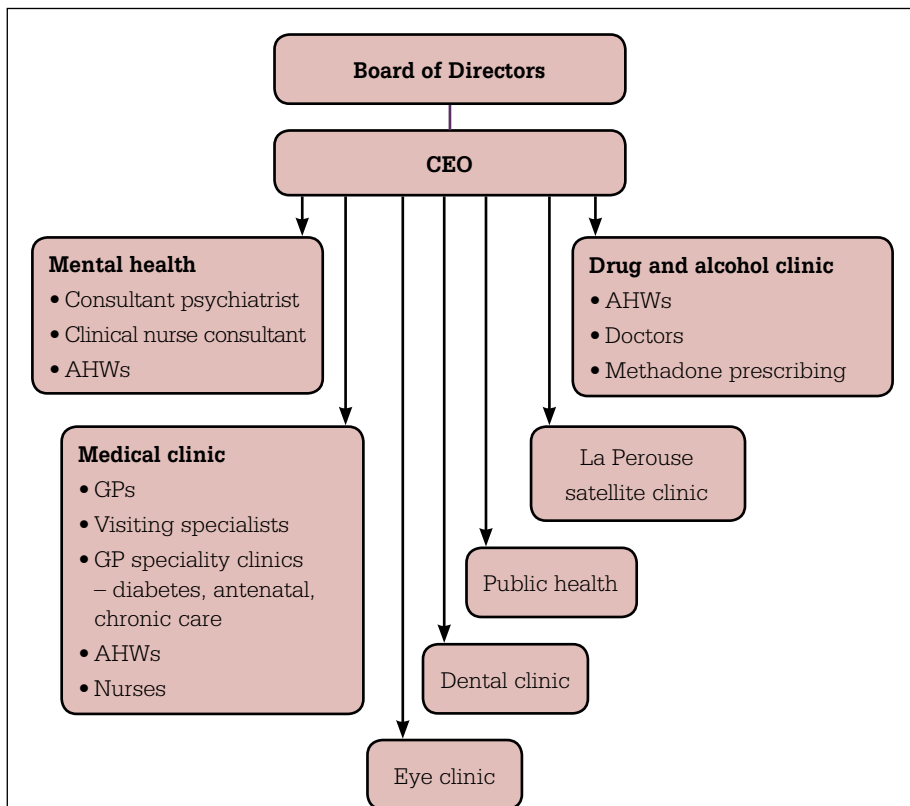 Board of Directors
CEO
Mental health
• Consultant psychiatrist
• Clinical nurse consultant
• AHWs
Drug and alcohol clinic
• AHWs
• Doctors
• Methadone prescribing
Medical clinic
• GPs
• Visiting specialists
• GP speciality clinics
– diabetes, antenatal,
chronic care
• AHWs
• Nurses
La Perouse
satellite clinic
Public health
Dental clinic
Eye clinic